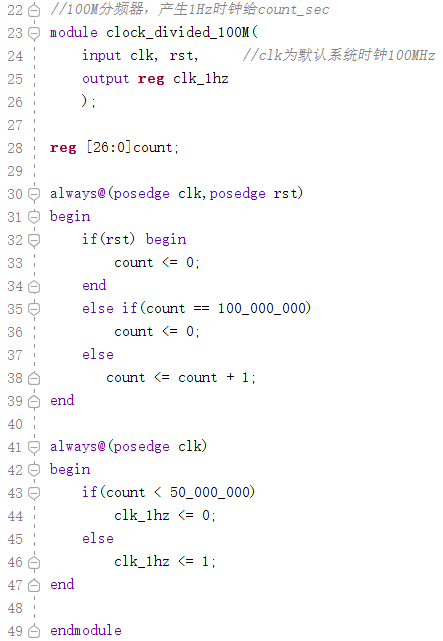 22 //100M分频器，产生1Hz时钟给count_sec
23 module clock_divided_100M(
24     input clk, rst,     //clk为默认系统时钟100MHz
25     output reg clk_1hz
26     );
27
28 reg [26:0]count;
29
30 always@(posedge clk,posedge rst)
31 begin
32     if(rst) begin
33         count <= 0;
34     end
35     else if(count == 100_000_000)
36         count <= 0;
37     else
38        count <= count + 1;
39 end
40
41 always@(posedge clk)
42 begin
43     if(count < 50_000_000)
44         clk_1hz <= 0;
45     else
46         clk_1hz <= 1;
47 end
48
49 endmodule